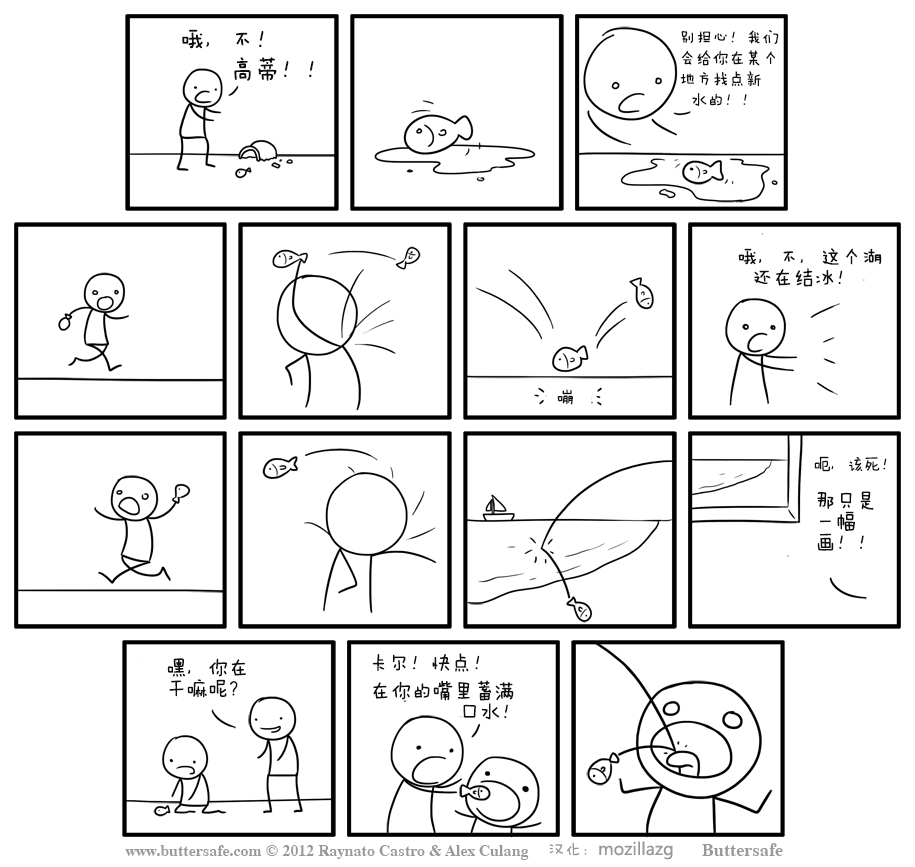 哦，不！
高蒂！！
别担心！我们
会给你在某个
地方找点新
水的！！
嘣
哦，不，这个湖
还在结冰！
呃，该死！
那只是
一幅
画！！
嘿，你在
干嘛呢？
卡尔！快点！
在你的嘴里蓄满
口水！
www.buttersafe.com © 2012 Raynato Castro & Alex Culang 汉化：mozillazg Buttersafe